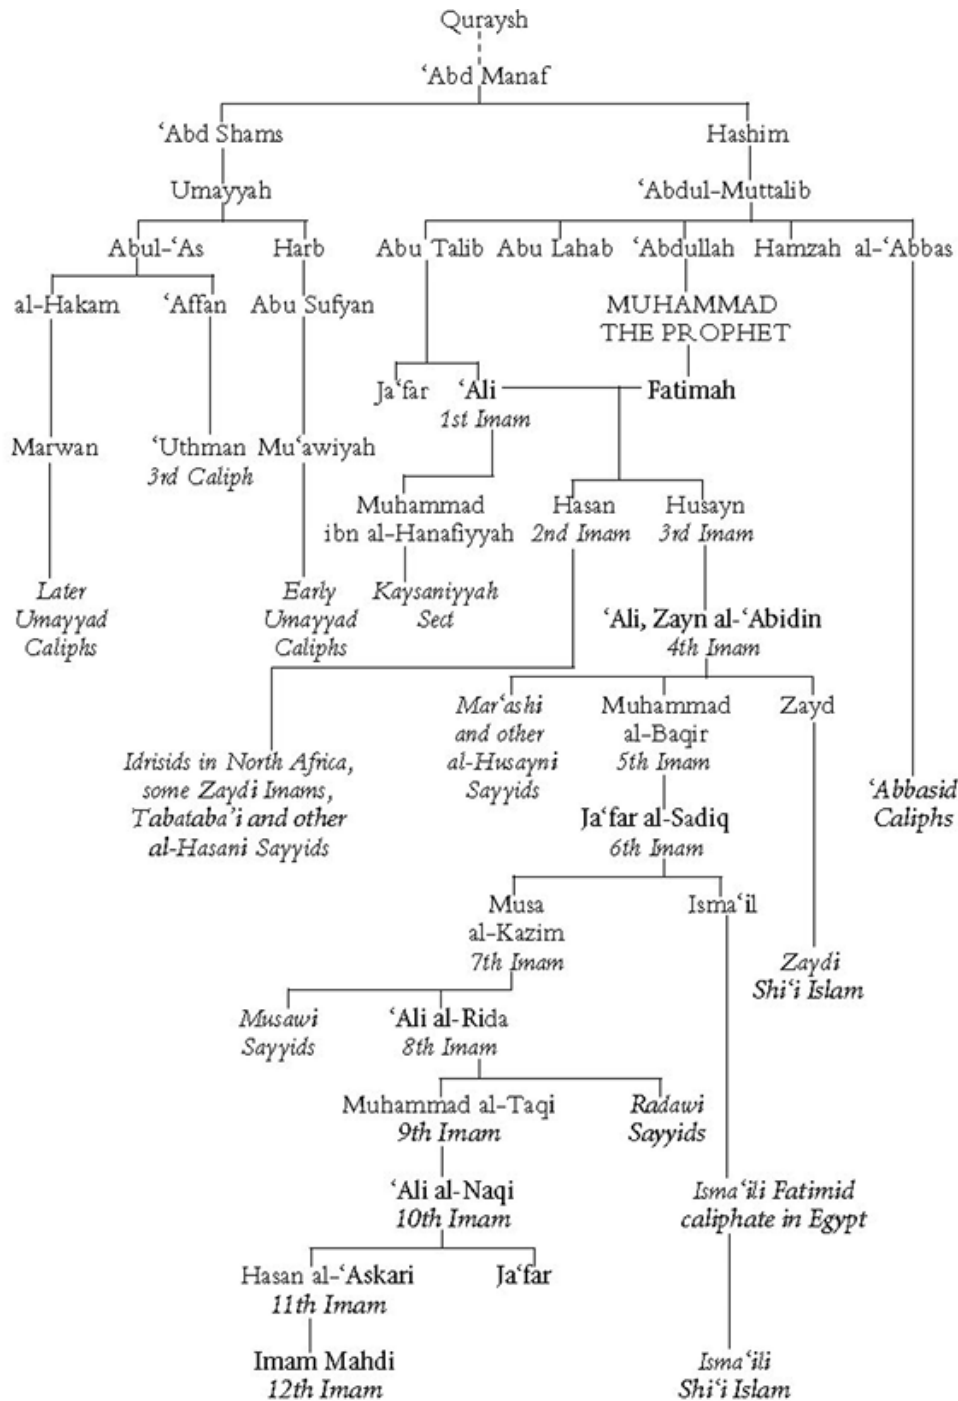 Quraysh
‘Abd Manaf
‘Abd Shams
Hashim
Umayyah
‘Abdul-Muttalib
Abul-‘As
Harb
Abu Talib
Abu Lahab
‘Abdullah
Hamzah
al-‘Abbas
al-Hakam
‘Affan
Abu Sufyan
MUHAMMAD
THE PROPHET
Ja‘far
‘Ali
1st Imam
Fatimah
Marwan
‘Uthman
3rd Caliph
Mu‘awiyah
Muhammad
ibn al-Hanafiyyah
Hasan
2nd Imam
Husayn
3rd Imam
Later
Umayyad
Caliphs
Early
Umayyad
Caliphs
Kaysaniyyah
Sect
‘Ali, Zayn al-‘Abidin
4th Imam
Mar‘ashi
and other
al-Husayni
Sayyids
Muhammad
al-Baqir
5th Imam
Zayd
Idrisids in North Africa,
some Zaydi Imams,
Tabataba’i and other
al-Hasani Sayyids
‘Abbasid
Caliphs
Ja‘far al-Sadiq
6th Imam
Musa
al-Kazim
7th Imam
Isma‘il
Zaydi
Shi‘i Islam
Musawi
Sayyids
‘Ali al-Rida
8th Imam
Muhammad al-Taqi
9th Imam
Radawi
Sayyids
‘Ali al-Naqi
10th Imam
Isma‘ili Fatimid
caliphate in Egypt
Hasan al-‘Askari
11th Imam
Ja‘far
Imam Mahdi
12th Imam
Isma‘ili
Shi‘i Islam